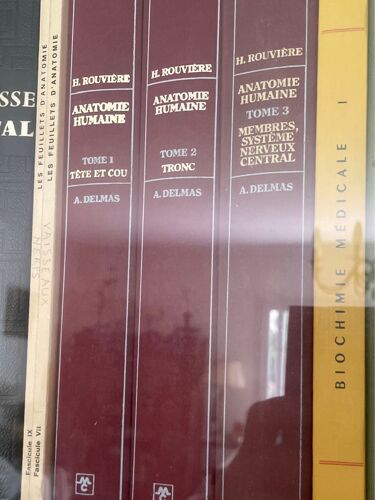 SSE
AL
LES FEUILLETS D'ANATOMIE
LES FEUILLETS D'ANATOMIE
VAISSEAUX
NERFS
Fascicule IX
Fascicule VII
H. ROUVIÈRE
ANATOMIE
HUMAINE
TOME 1
TÊTE ET COU
A. DELMAS
H. ROUVIÈRE
ANATOMIE
HUMAINE
TOME 2
TRONC
A. DELMAS
H. ROUVIÈRE
ANATOMIE
HUMAINE
TOME 3
MEMBRES,
SYSTÈME
NERVEUX
CENTRAL
A. DELMAS
BIOCHIMIE MÉDICALE I